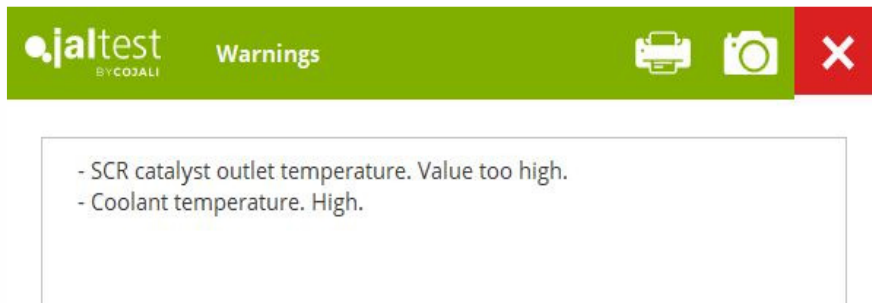 jaltest
BY COJALI
Warnings
- SCR catalyst outlet temperature. Value too high.
- Coolant temperature. High.